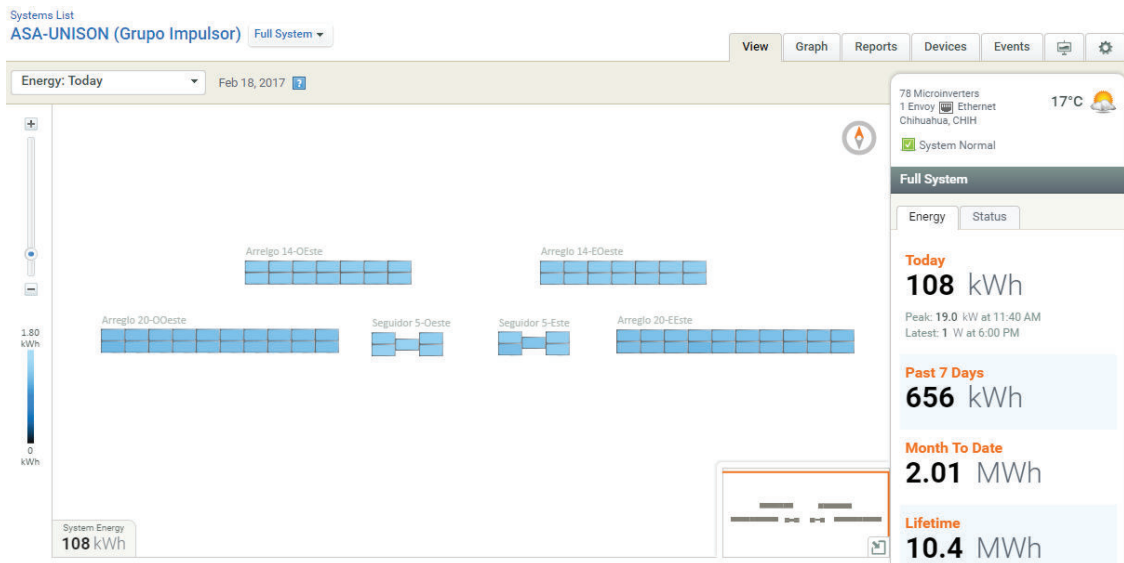 Systems List
ASA-UNISON (Grupo Impulsor) Full System
View Graph Reports Devices Events
Energy: Today Feb 18, 2017 ?
78 Microinverters
1 Envoy Ethernet
Chihuahua, CHIH
17°C
System Normal
Full System
Energy Status
Today
108 kWh
Peak: 19.0 kW at 11:40 AM
Latest: 1 W at 6:00 PM
Past 7 Days
656 kWh
Month To Date
2.01 MWh
Lifetime
10.4 MWh
+
−
1.80
kWh
0
kWh
Arrelgo 14-OEste
Arreglo 14-EOeste
Arreglo 20-OOeste
Seguidor 5-Oeste
Seguidor 5-Este
Arreglo 20-EEste
System Energy
108 kWh